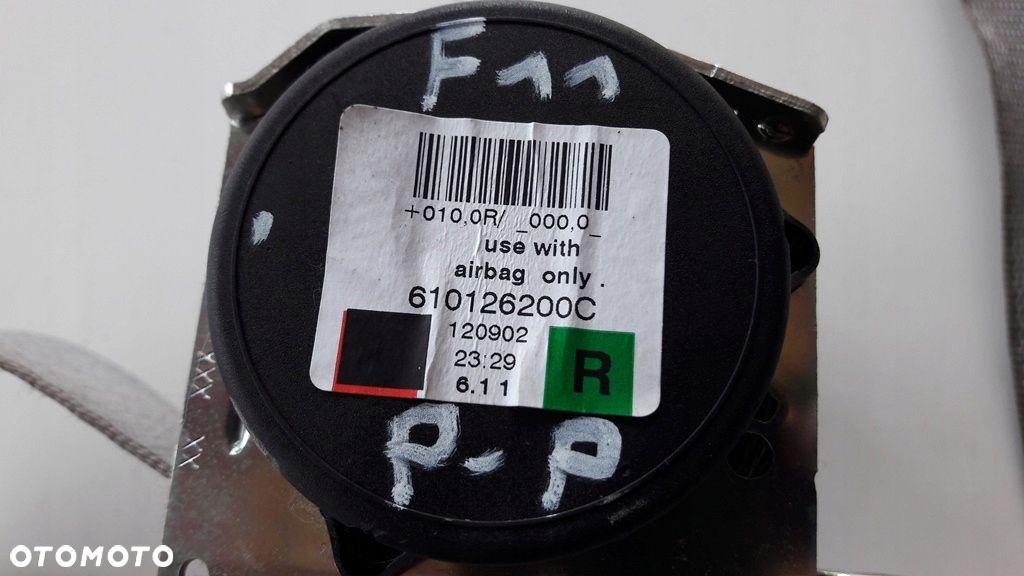 F11
+010,0R/ _000,0_
use with
airbag only .
610126200C
120902
23:29
6.11
R
P-P
OTOMOTO